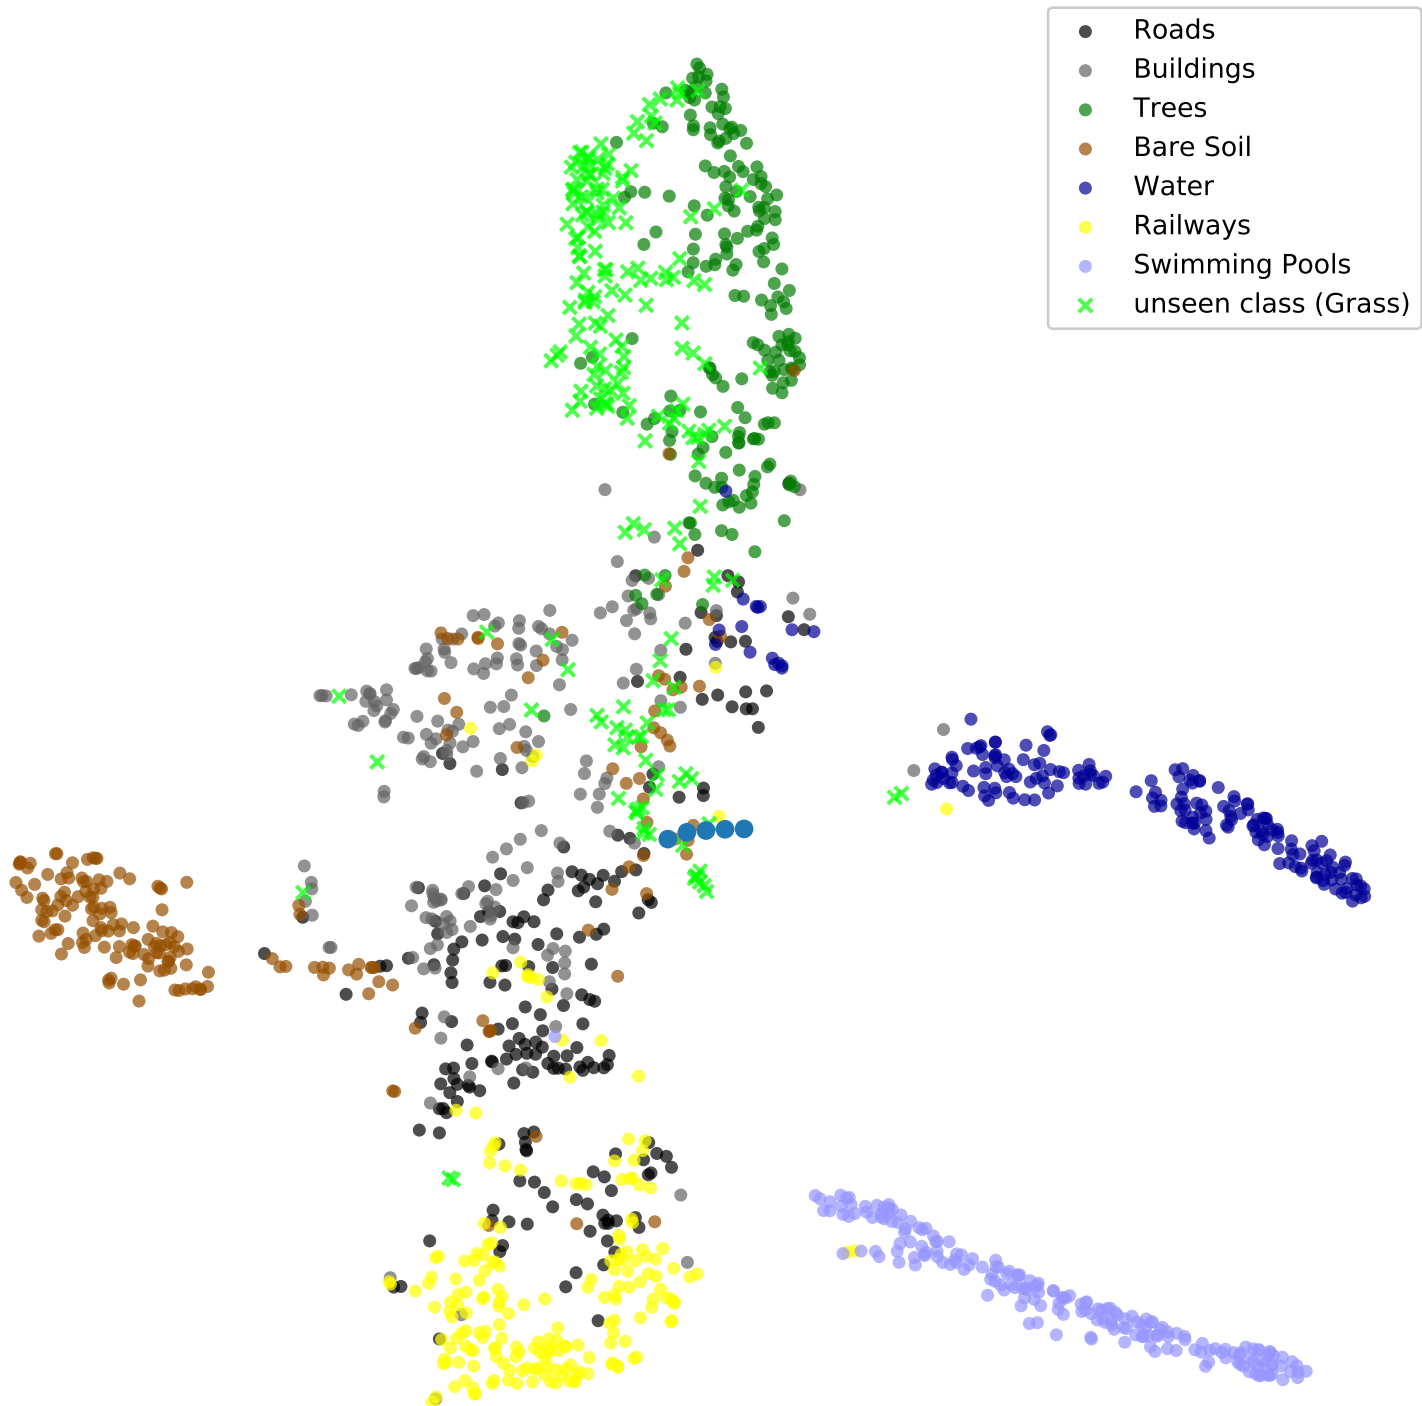 Roads
Buildings
Trees
Bare Soil
Water
Railways
Swimming Pools
unseen class (Grass)